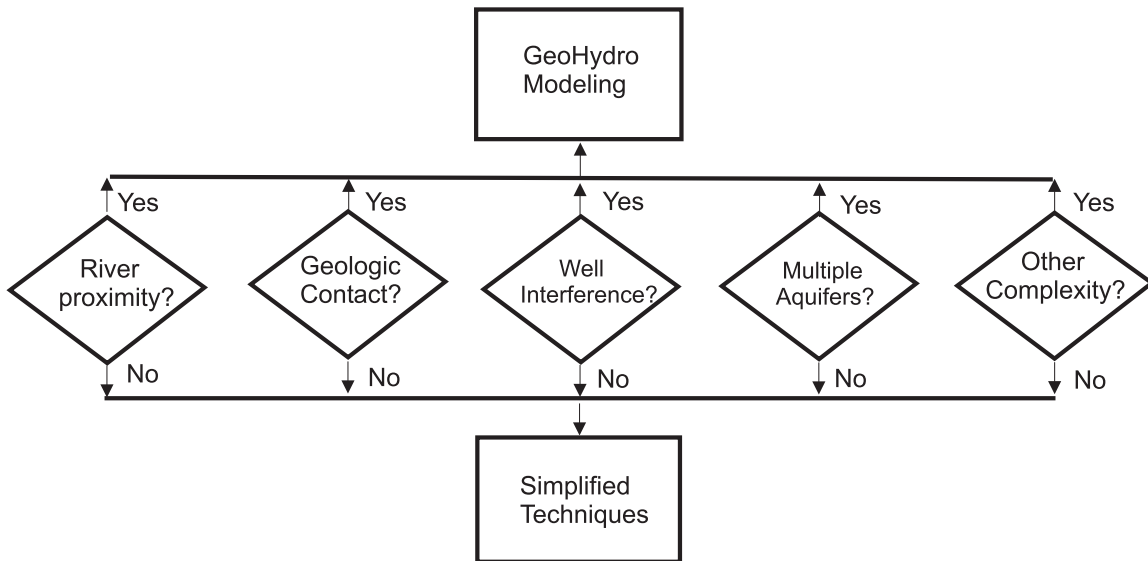 GeoHydro
Modeling
Yes
Yes
Yes
Yes
Yes
River
proximity?
Geologic
Contact?
Well
Interference?
Multiple
Aquifers?
Other
Complexity?
No
No
No
No
No
Simplified
Techniques